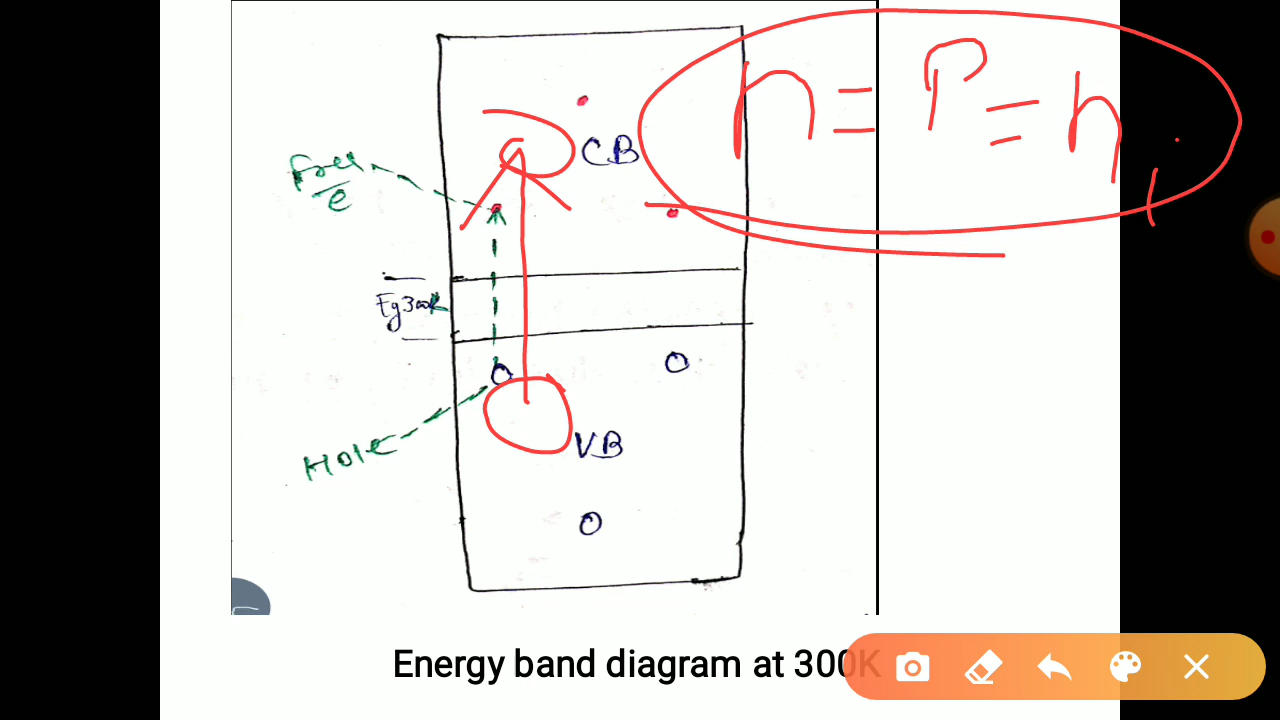 n = P = ni
CB
Free
e
Eg300K
Hole
VB
Energy band diagram at 300K